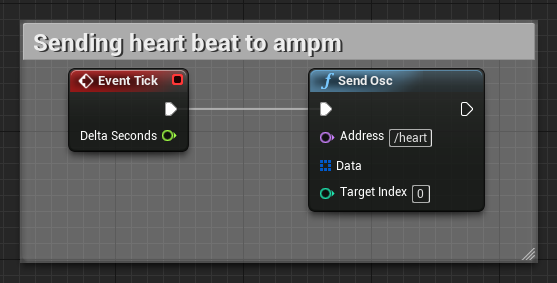 Sending heart beat to ampm
Event Tick
Delta Seconds
f Send Osc
Address /heart
Data
Target Index 0